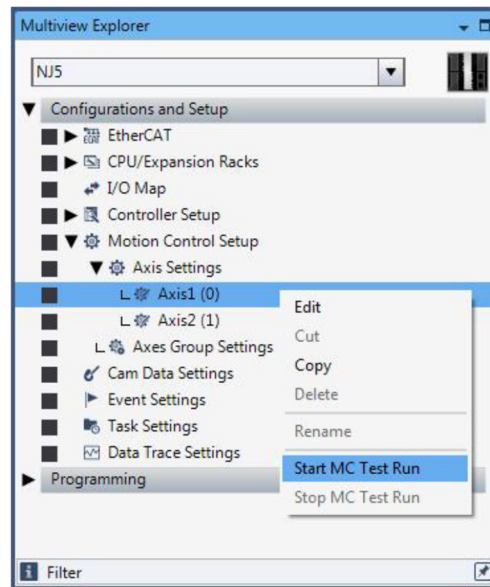 Multiview Explorer
NJ5
Configurations and Setup
EtherCAT
CPU/Expansion Racks
I/O Map
Controller Setup
Motion Control Setup
Axis Settings
Axis1 (0)
Axis2 (1)
Axes Group Settings
Cam Data Settings
Event Settings
Task Settings
Data Trace Settings
Programming
Edit
Cut
Copy
Delete
Rename
Start MC Test Run
Stop MC Test Run
Filter